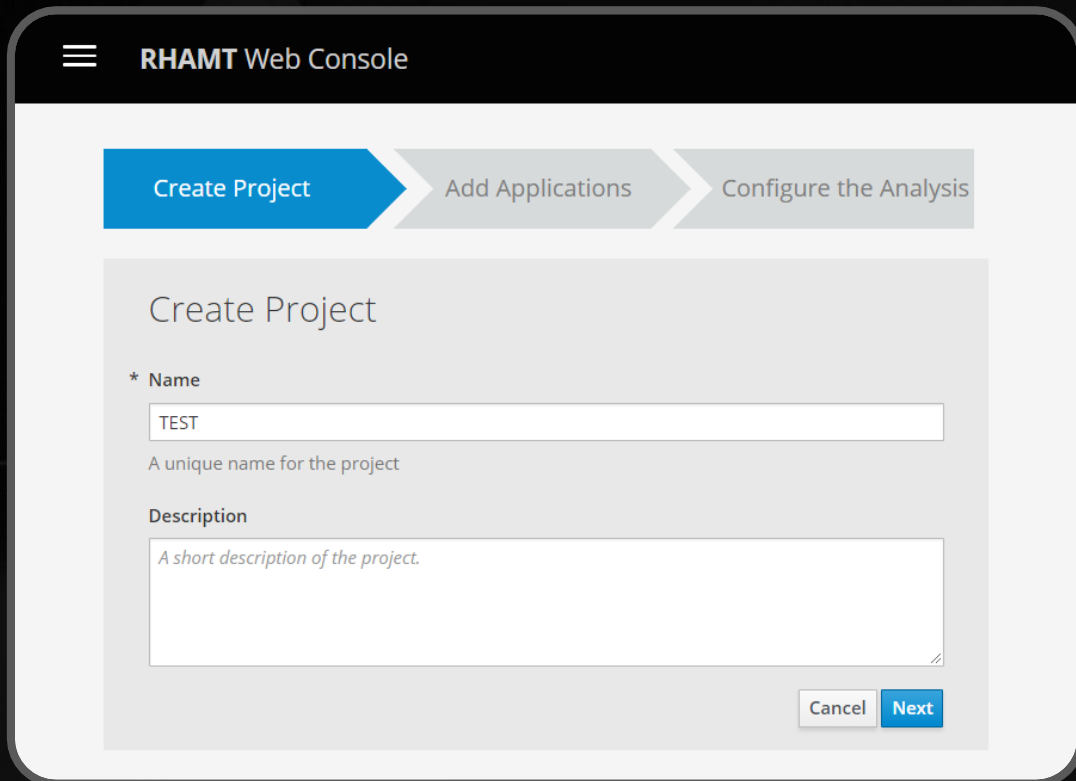 RHAMT Web Console
Create Project
Add Applications
Configure the Analysis
Create Project
* Name
TEST
A unique name for the project
Description
A short description of the project.
Cancel
Next